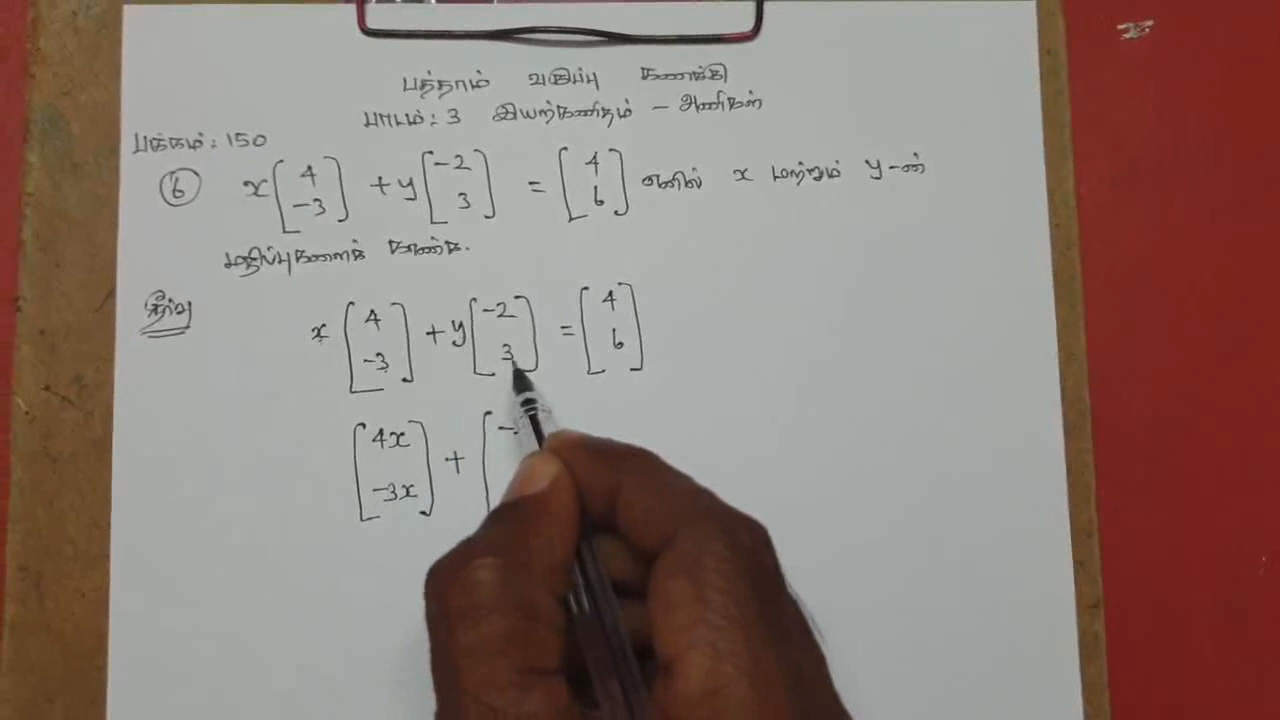 பத்தாம் வகுப்பு கணக்கு
பாடம்: 3 இயற்கணிதம் – அணிகள்
பக்கம்: 150
⑥ x[4 -3] + y[-2 3] = [4 6] எனில் x மற்றும் y-ன்
மதிப்புகளைக் காண்க.
தீர்வு x[4 -3] + y[-2 3] = [4 6]
[4x -3x] + [-